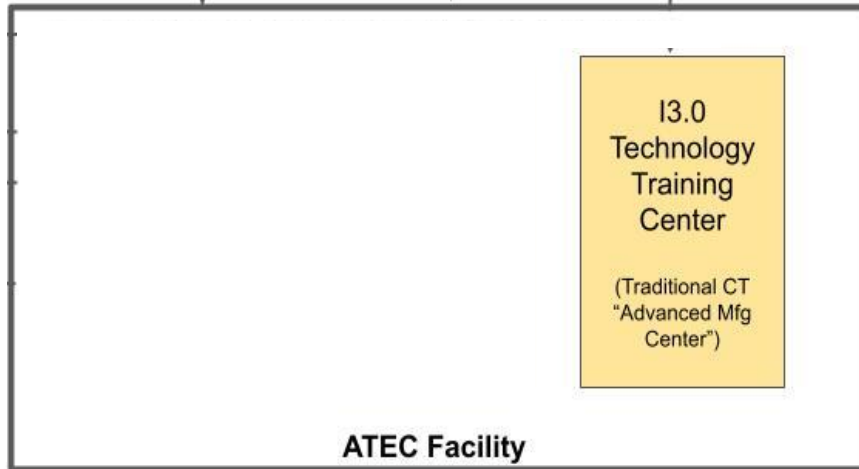 I3.0
Technology
Training
Center
(Traditional CT
“Advanced Mfg
Center”)
ATEC Facility